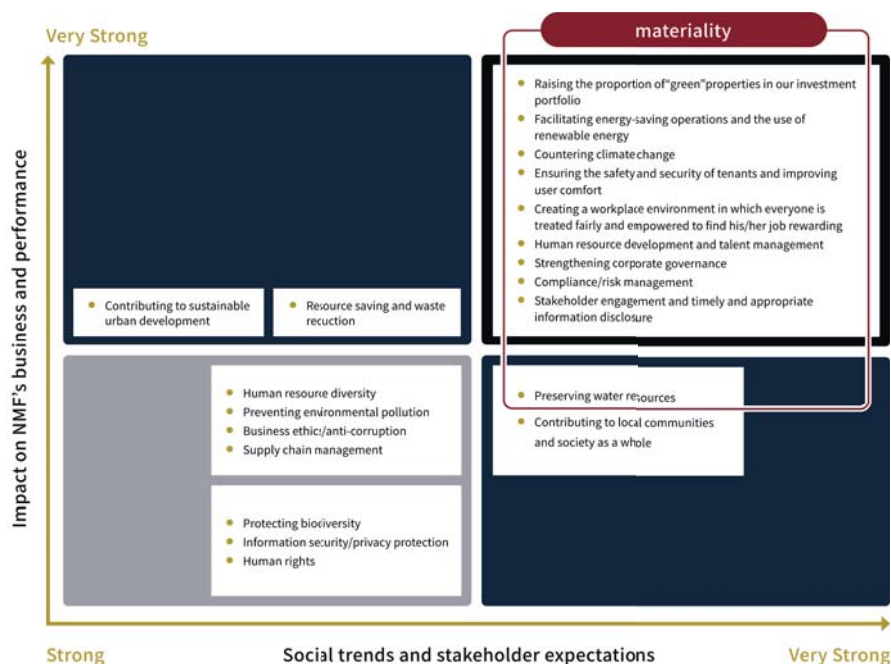 Very Strong
materiality
Impact on NMF's business and performance
Raising the proportion of "green" properties in our investment
portfolio
Facilitating energy-saving operations and the use of
renewable energy
Countering climate change
Ensuring the safety and security of tenants and improving
user comfort
Creating a workplace environment in which everyone is
treated fairly and empowered to find his/her job rewarding
Human resource development and talent management
Strengthening corporate governance
Compliance/risk management
Stakeholder engagement and timely and appropriate
information disclosure
Contributing to sustainable
urban development
Resource saving and waste
recuction
Human resource diversity
Preventing environmental pollution
Business ethics/anti-corruption
Supply chain management
Protecting biodiversity
Information security/privacy protection
Human rights
Preserving water resources
Contributing to local communities
and society as a whole
Strong
Social trends and stakeholder expectations
Very Strong